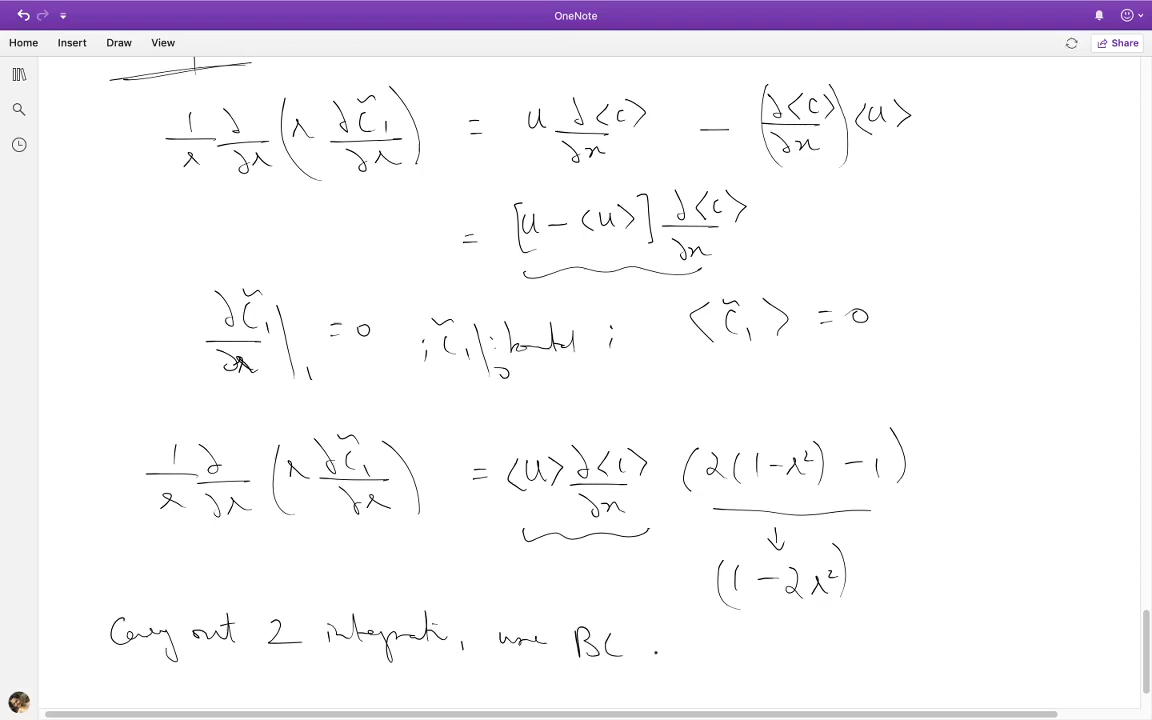 OneNote
Home Insert Draw View Share
1/r ∂/∂r (r ∂c̃₁/∂r) = u ∂<c>/∂x − (∂<c>/∂x) <u>
= [u − <u>] ∂<c>/∂x
∂c̃₁/∂r |₁ = 0 ; c̃₁|₀ : bounded ; <c̃₁> = 0
1/r ∂/∂r (r ∂c̃₁/∂r) = <u> ∂<c>/∂x (2(1−r²) −1)
↓
(1 − 2r²)
Carry out 2 integrati, use BC .